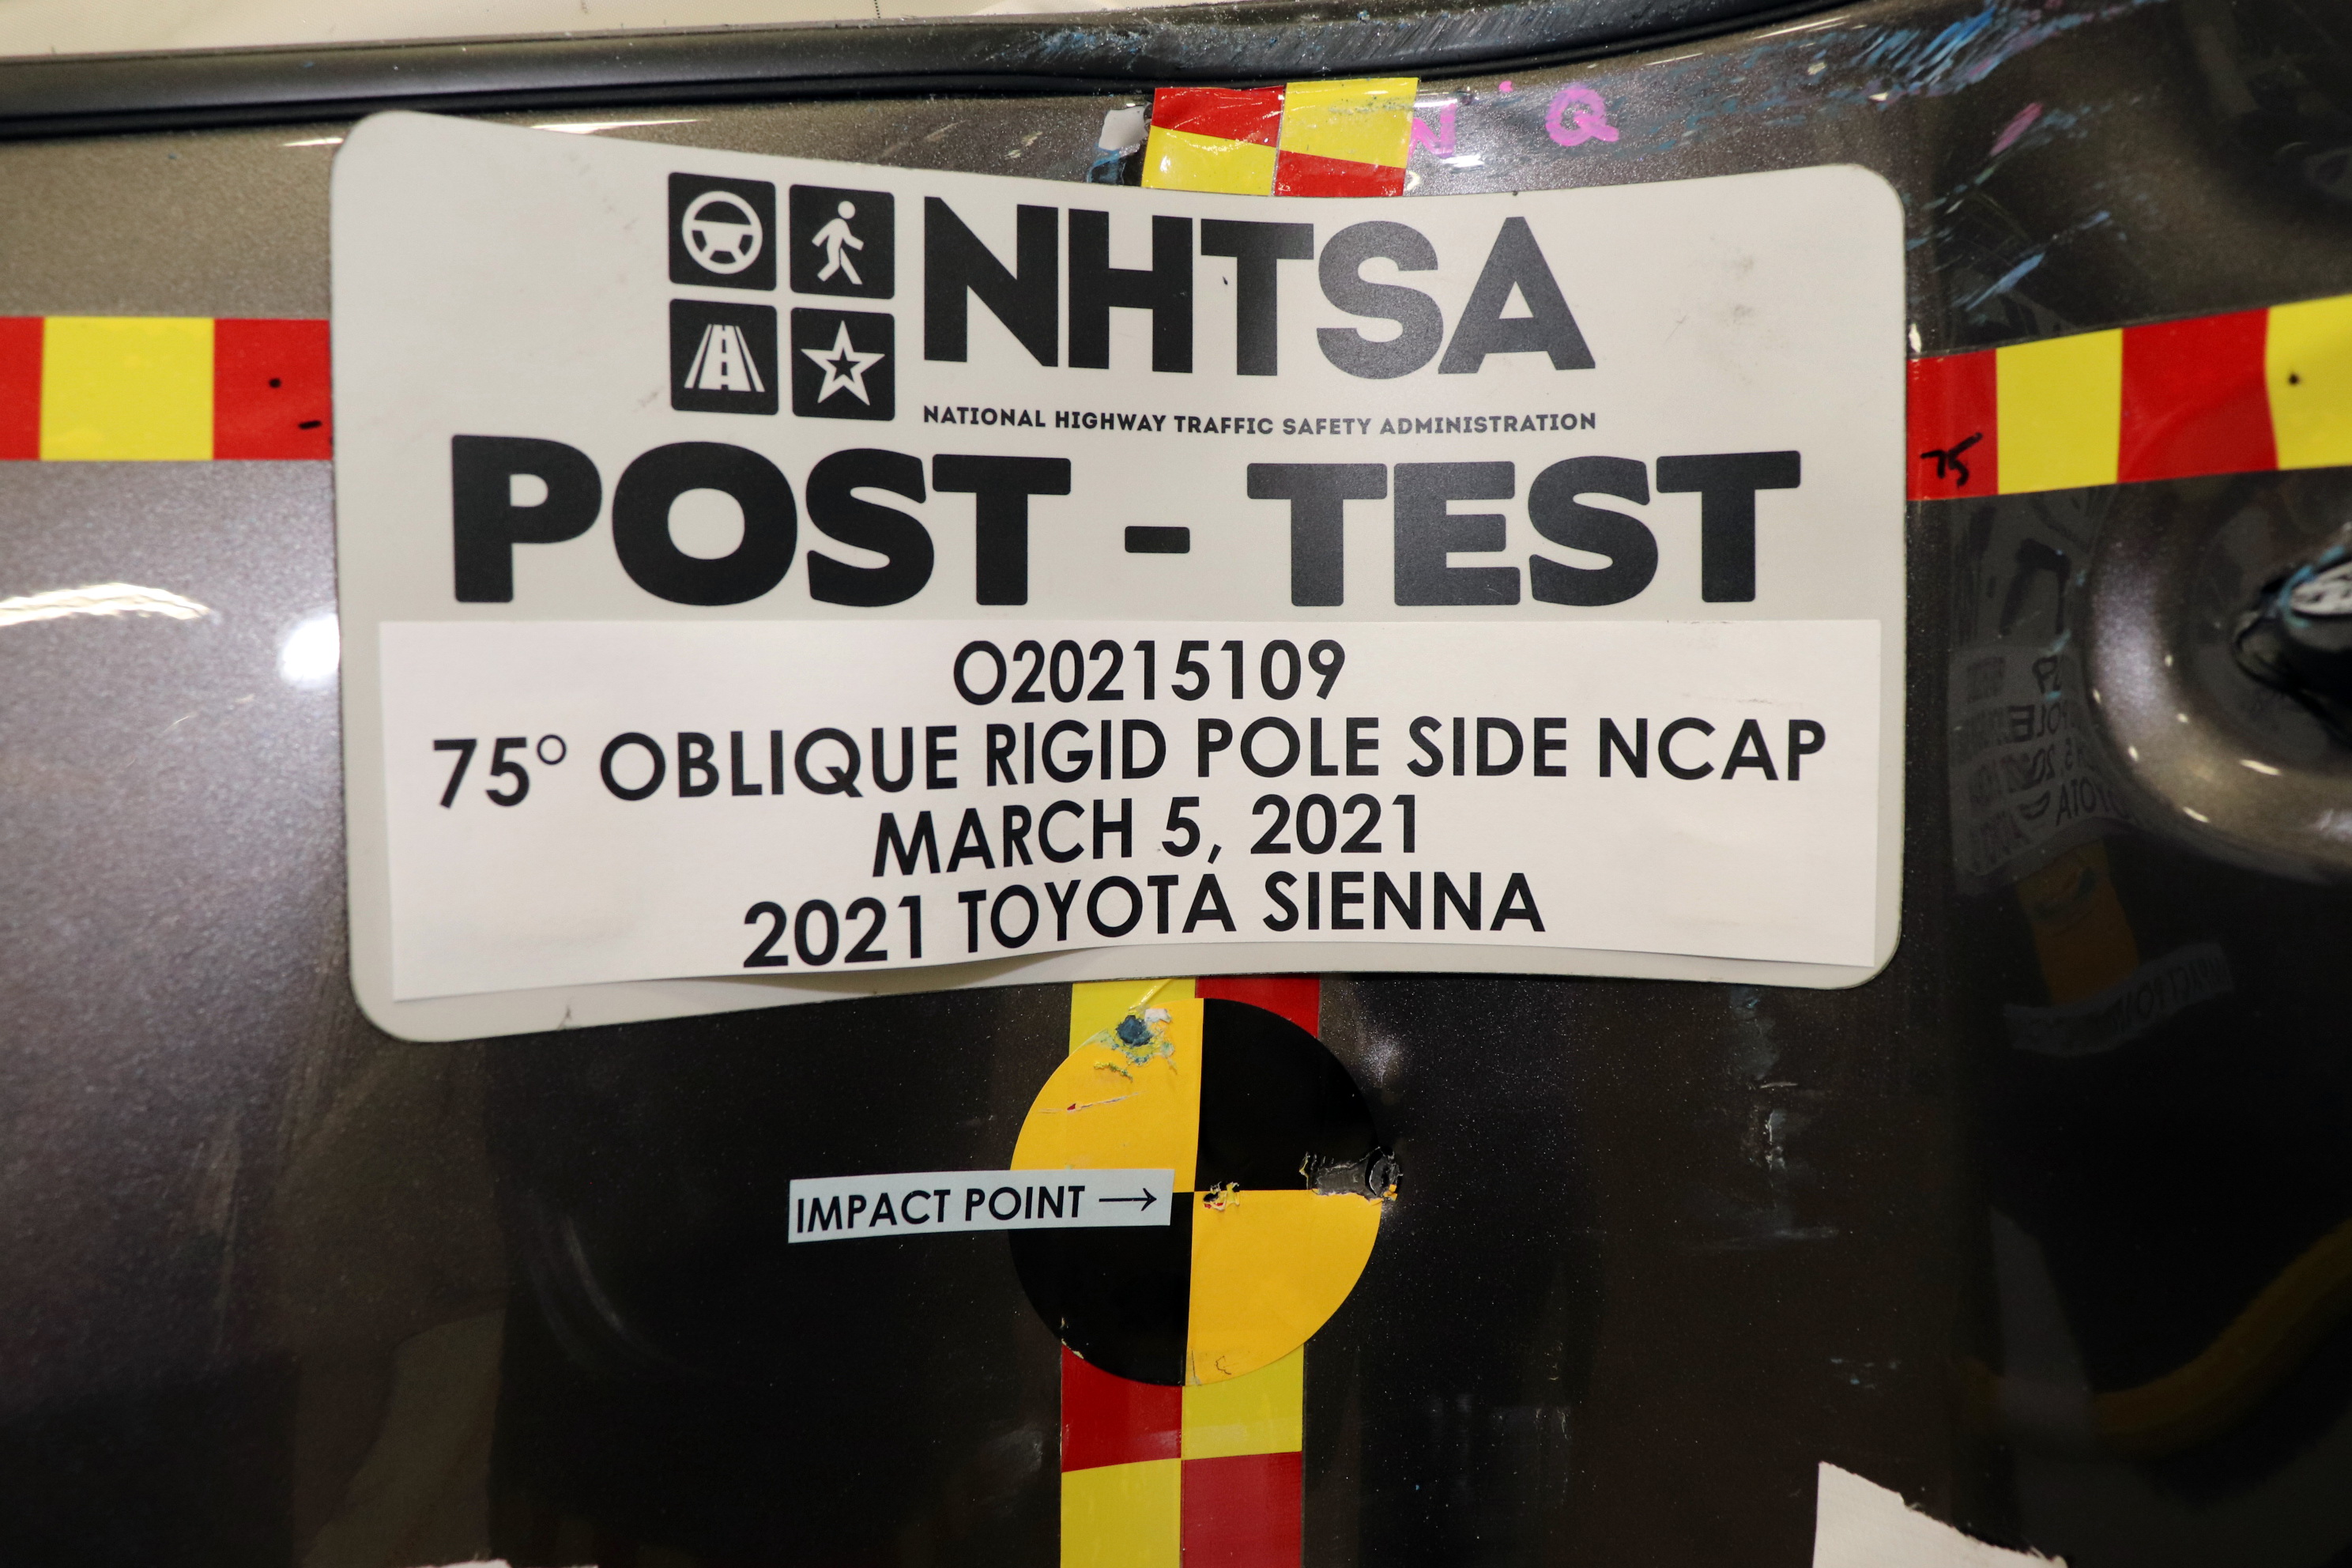 N Q
NHTSA
NATIONAL HIGHWAY TRAFFIC SAFETY ADMINISTRATION
POST - TEST
O20215109
75° OBLIQUE RIGID POLE SIDE NCAP
MARCH 5, 2021
2021 TOYOTA SIENNA
75
IMPACT POINT →